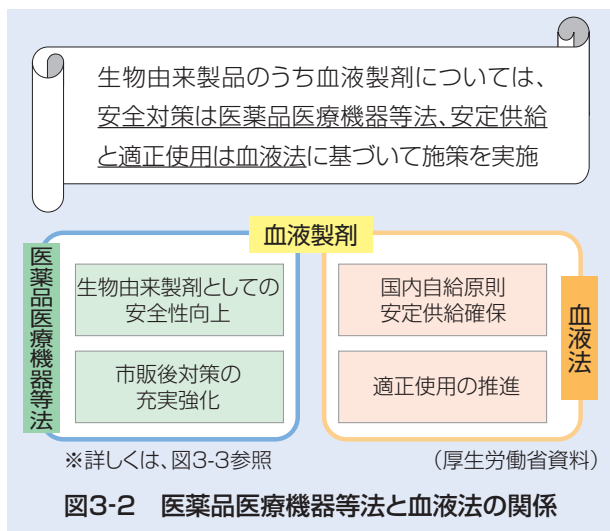 生物由来製品のうち血液製剤については、
安全対策は医薬品医療機器等法、安定供給
と適正使用は血液法に基づいて施策を実施
血液製剤
医薬品医療機器等法
生物由来製剤としての
安全性向上
市販後対策の
充実強化
国内自給原則
安定供給確保
適正使用の推進
血液法
※詳しくは、図3-3参照
(厚生労働省資料)
図3-2 医薬品医療機器等法と血液法の関係